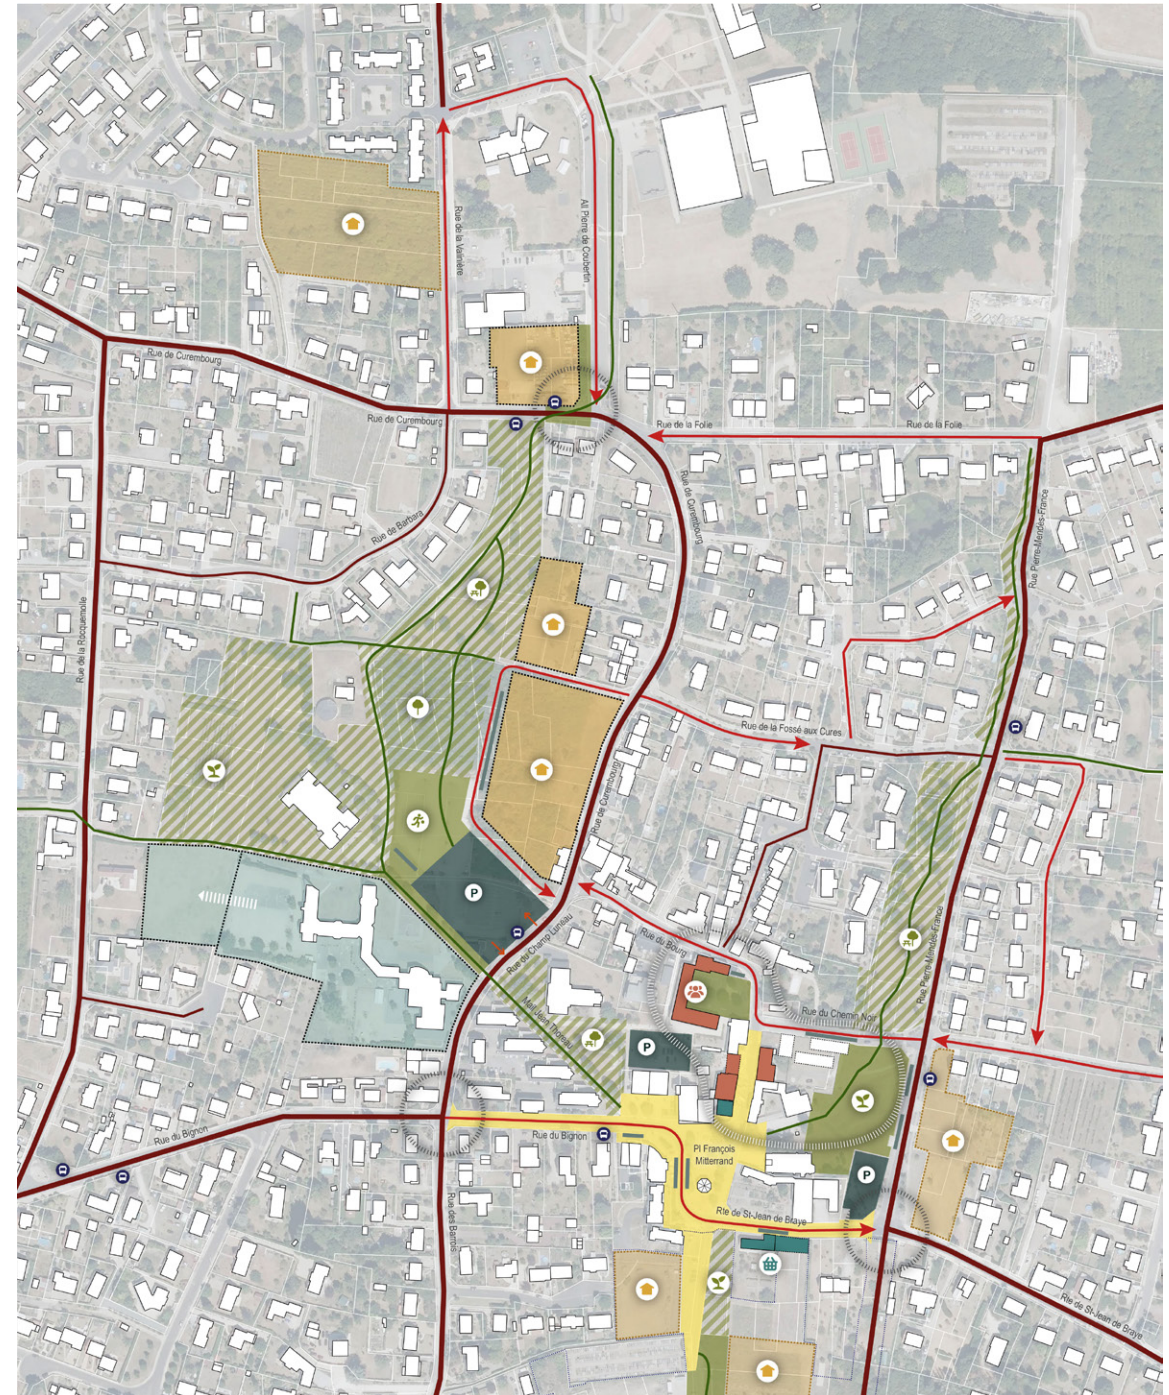 Rue de la Valinière
All Pierre de Coubertin
Rue de Curembourg
Rue de Curembourg
Rue de la Folie
Rue de la Folie
Rue de Curembourg
Rue de Barbara
Rue Pierre-Mendès-France
Rue de la Rocquemolle
Rue de la Fossé aux Cures
Rue de Curembourg
P
Rue du Champ Luneau
Rue du Bourg
Rue Pierre-Mendès-France
Mail Jean Thoreau
Rue du Chemin Noir
P
Rue du Bignon
Rue du Bignon
Pl François
Mitterrand
P
Rue des Barres
Rte de St-Jean de Braye
Rte de St-Jean de Braye